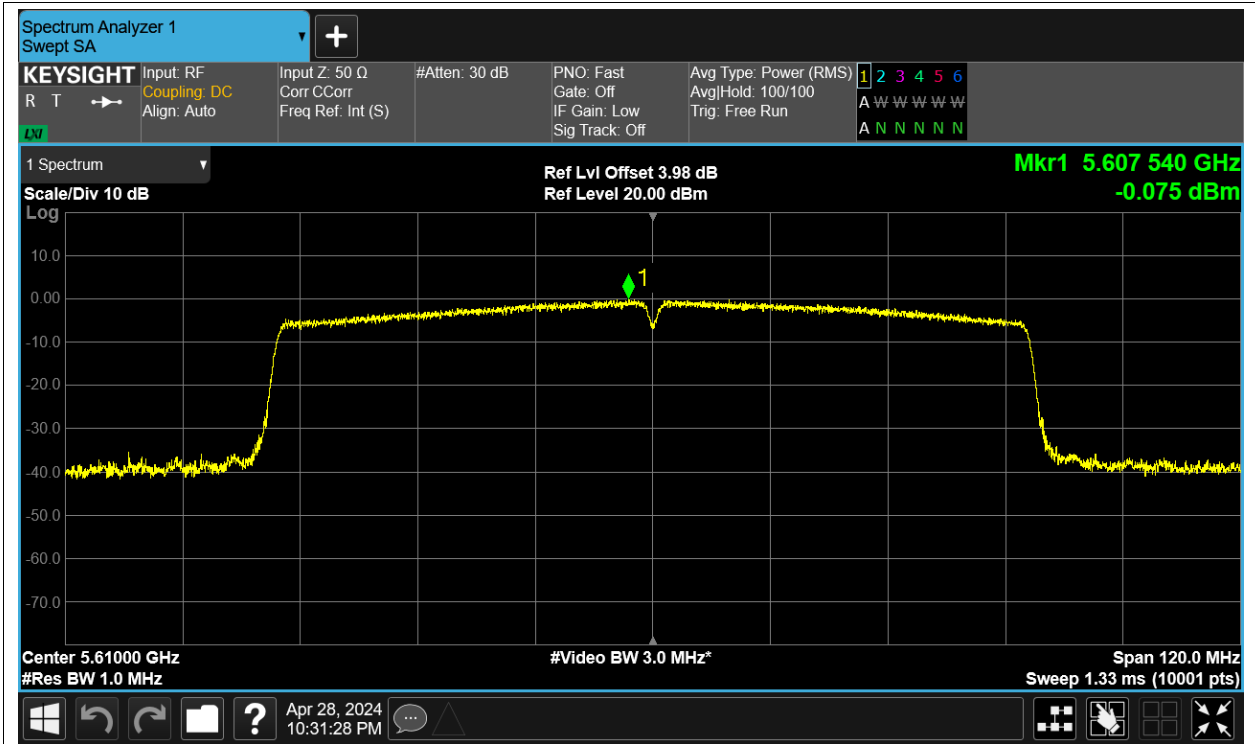 Spectrum Analyzer 1
Swept SA
KEYSIGHT
R T
LXI
Input: RF
Coupling: DC
Align: Auto
Input Z: 50 Ω
Corr CCorr
Freq Ref: Int (S)
#Atten: 30 dB
PNO: Fast
Gate: Off
IF Gain: Low
Sig Track: Off
Avg Type: Power (RMS)
Avg|Hold: 100/100
Trig: Free Run
1 2 3 4 5 6
A W W W W W
A N N N N N
1 Spectrum
Scale/Div 10 dB
Log
Ref Lvl Offset 3.98 dB
Ref Level 20.00 dBm
Mkr1 5.607 540 GHz
-0.075 dBm
10.0
0.00
-10.0
-20.0
-30.0
-40.0
-50.0
-60.0
-70.0
1
Center 5.61000 GHz
#Res BW 1.0 MHz
#Video BW 3.0 MHz*
Span 120.0 MHz
Sweep 1.33 ms (10001 pts)
?
Apr 28, 2024
10:31:28 PM